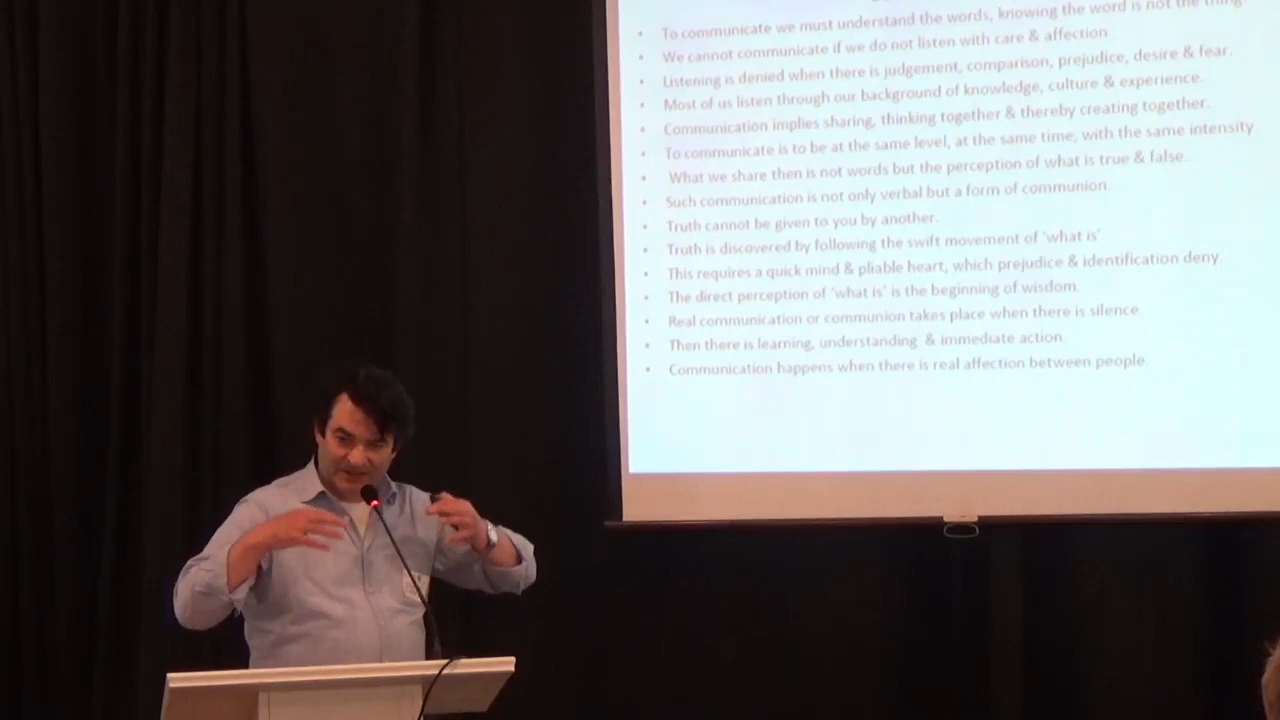 • To communicate we must understand the words, knowing the word is not the thing
• We cannot communicate if we do not listen with care & affection
• Listening is denied when there is judgement, comparison, prejudice, desire & fear.
• Most of us listen through our background of knowledge, culture & experience.
• Communication implies sharing, thinking together & thereby creating together.
• To communicate is to be at the same level, at the same time, with the same intensity
• What we share then is not words but the perception of what is true & false.
• Such communication is not only verbal but a form of communion.
• Truth cannot be given to you by another.
• Truth is discovered by following the swift movement of 'what is'
• This requires a quick mind & pliable heart, which prejudice & identification deny
• The direct perception of 'what is' is the beginning of wisdom.
• Real communication or communion takes place when there is silence
• Then there is learning, understanding & immediate action.
• Communication happens when there is real affection between people.